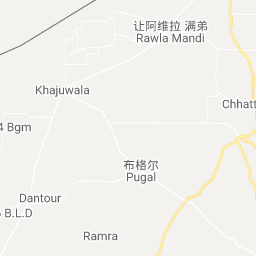 让阿维拉 满弟
Rawla Mandi
Khajuwala
Chhatt
4 Bgm
布格尔
Pugal
Dantour
B.L.D
Ramra